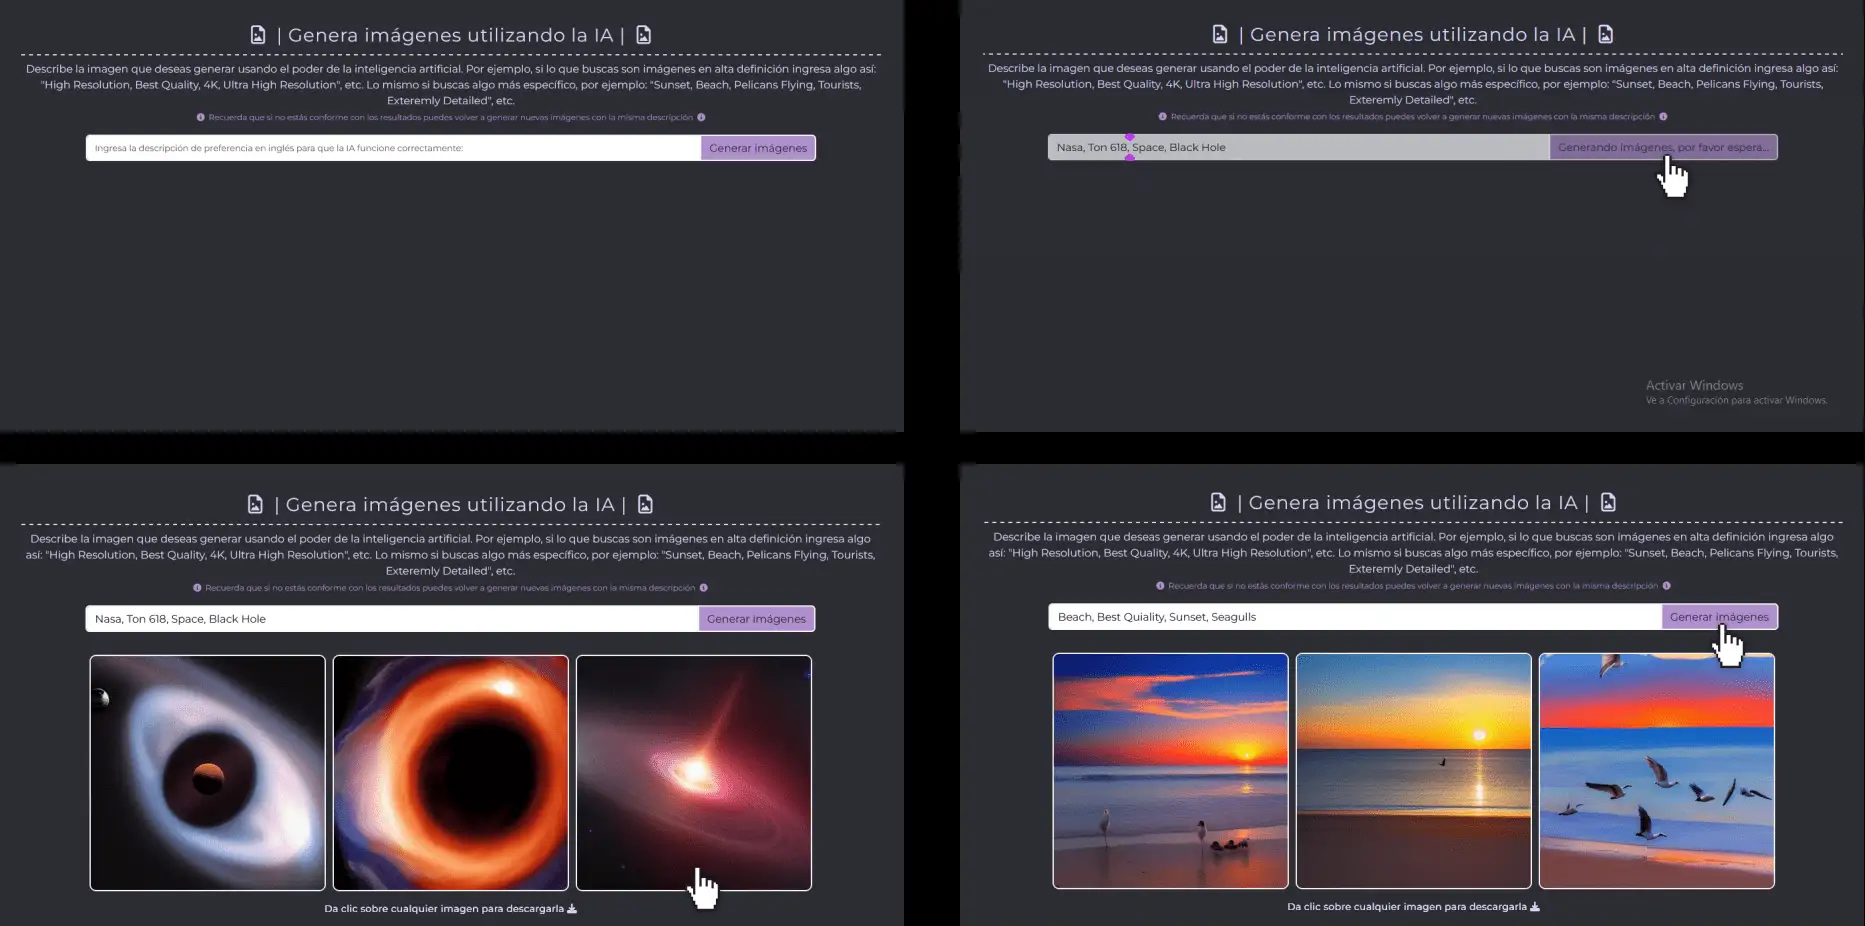 | Genera imágenes utilizando la IA |
Describe la imagen que deseas generar usando el poder de la inteligencia artificial. Por ejemplo, si lo que buscas son imágenes en alta definición ingresa algo así:
"High Resolution, Best Quality, 4K, Ultra High Resolution", etc. Lo mismo si buscas algo más específico, por ejemplo: "Sunset, Beach, Pelicans Flying, Tourists,
Exteremly Detailed", etc.
Recuerda que si no estás conforme con los resultados puedes volver a generar nuevas imágenes con la misma descripción
Ingresa la descripción de preferencia en inglés para que la IA funcione correctamente:
Generar imágenes
| Genera imágenes utilizando la IA |
Describe la imagen que deseas generar usando el poder de la inteligencia artificial. Por ejemplo, si lo que buscas son imágenes en alta definición ingresa algo así:
"High Resolution, Best Quality, 4K, Ultra High Resolution", etc. Lo mismo si buscas algo más específico, por ejemplo: "Sunset, Beach, Pelicans Flying, Tourists,
Exteremly Detailed", etc.
Recuerda que si no estás conforme con los resultados puedes volver a generar nuevas imágenes con la misma descripción
Nasa, Ton 618, Space, Black Hole
Generando imágenes, por favor espera...
Activar Windows
Ve a Configuración para activar Windows.
| Genera imágenes utilizando la IA |
Describe la imagen que deseas generar usando el poder de la inteligencia artificial. Por ejemplo, si lo que buscas son imágenes en alta definición ingresa algo
así: "High Resolution, Best Quality, 4K, Ultra High Resolution", etc. Lo mismo si buscas algo más específico, por ejemplo: "Sunset, Beach, Pelicans Flying, Tourists,
Exteremly Detailed", etc.
Recuerda que si no estás conforme con los resultados puedes volver a generar nuevas imágenes con la misma descripción
Nasa, Ton 618, Space, Black Hole
Generar imágenes
Da clic sobre cualquier imagen para descargarla
| Genera imágenes utilizando la IA |
Describe la imagen que deseas generar usando el poder de la inteligencia artificial. Por ejemplo, si lo que buscas son imágenes en alta definición ingresa algo
así: "High Resolution, Best Quality, 4K, Ultra High Resolution", etc. Lo mismo si buscas algo más específico, por ejemplo: "Sunset, Beach, Pelicans Flying, Tourists,
Exteremly Detailed", etc.
Recuerda que si no estás conforme con los resultados puedes volver a generar nuevas imágenes con la misma descripción
Beach, Best Quiality, Sunset, Seagulls
Generar imágenes
Da clic sobre cualquier imagen para descargarla